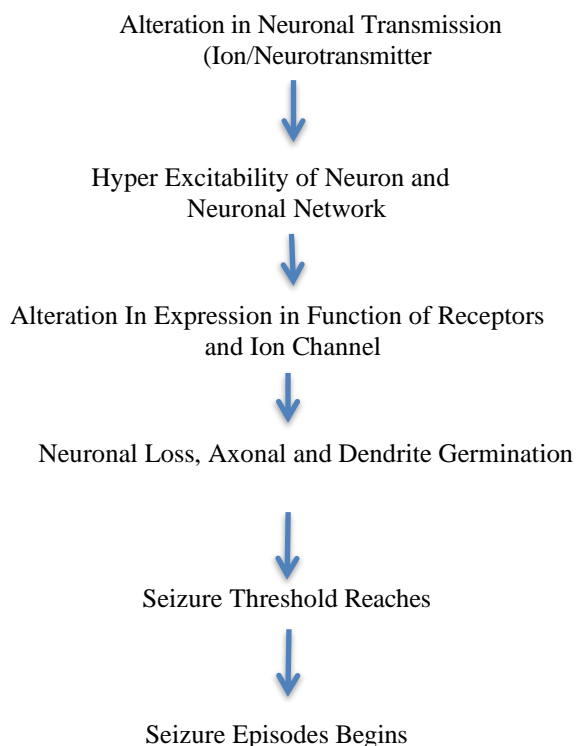 Alteration in Neuronal Transmission
(Ion/Neurotransmitter
Hyper Excitability of Neuron and
Neuronal Network
Alteration In Expression in Function of Receptors
and Ion Channel
Neuronal Loss, Axonal and Dendrite Germination
Seizure Threshold Reaches
Seizure Episodes Begins